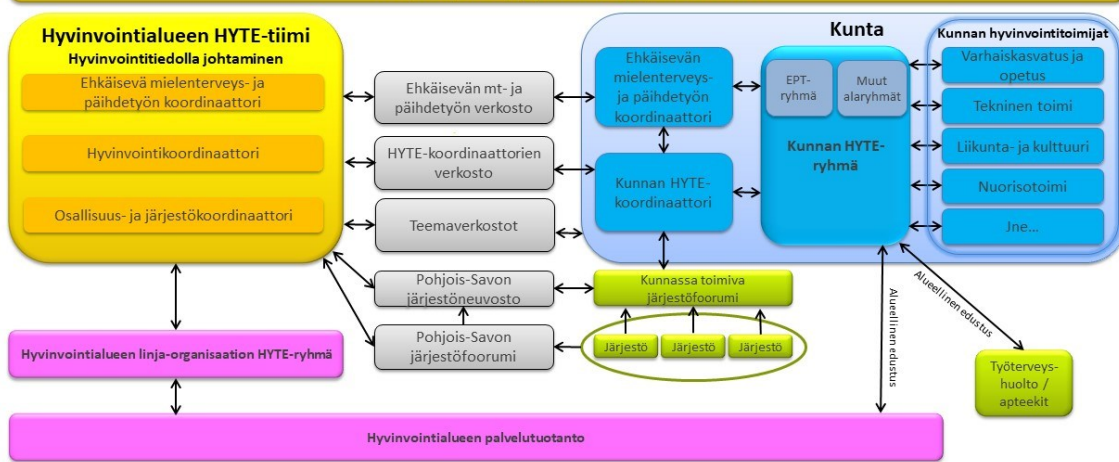 Hyvinvointialueen HYTE-tiimi
Hyvinvointitiedolla johtaminen
Ehkäisevä mielenterveys- ja
päihdetyön koordinaattori
Hyvinvointikoordinaattori
Osallisuus- ja järjestökoordinaattori
Ehkäisevän mt- ja
päihdetyön verkosto
HYTE-koordinaattorien
verkosto
Teemaverkostot
Pohjois-Savon
järjestöneuvosto
Pohjois-Savon
järjestöfoorumi
Kunta
Ehkäisevän
mielenterveys-
ja päihdetyön
koordinaattori
Kunnan HYTE-
koordinaattori
EPT-
ryhmä
Muut
alaryhmät
Kunnan HYTE-
ryhmä
Kunnan hyvinvointitoimijat
Varhaiskasvatus ja
opetus
Tekninen toimi
Liikunta- ja kulttuuri
Nuorisotoimi
Jne...
Kunnassa toimiva
järjestöfoorumi
Järjestö
Järjestö
Järjestö
Alueellinen edustus
Alueellinen edustus
Työterveys-
huolto /
apteekit
Hyvinvointialueen linja-organisaation HYTE-ryhmä
Hyvinvointialueen palvelutuotanto